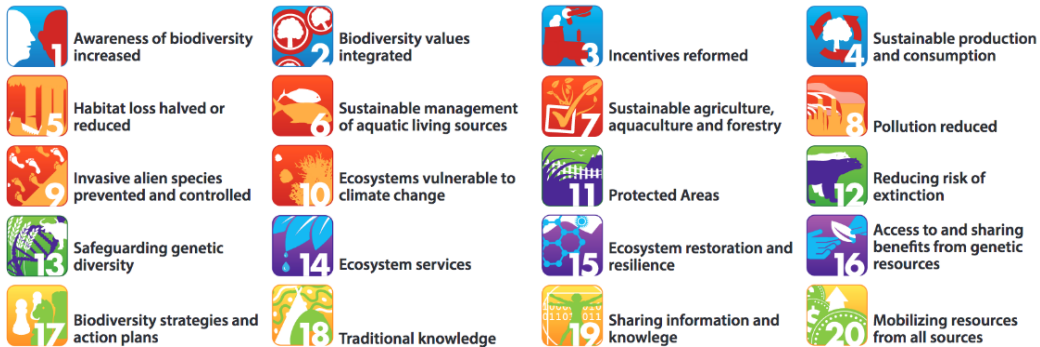 1 Awareness of biodiversity
increased
2 Biodiversity values
integrated
3 Incentives reformed
4 Sustainable production
and consumption
5 Habitat loss halved or
reduced
6 Sustainable management
of aquatic living sources
7 Sustainable agriculture,
aquaculture and forestry
8 Pollution reduced
9 Invasive alien species
prevented and controlled
10 Ecosystems vulnerable to
climate change
11 Protected Areas
12 Reducing risk of
extinction
13 Safeguarding genetic
diversity
14 Ecosystem services
15 Ecosystem restoration and
resilience
16 Access to and sharing
benefits from genetic
resources
17 Biodiversity strategies and
action plans
18 Traditional knowledge
19 Sharing information and
knowlege
20 Mobilizing resources
from all sources